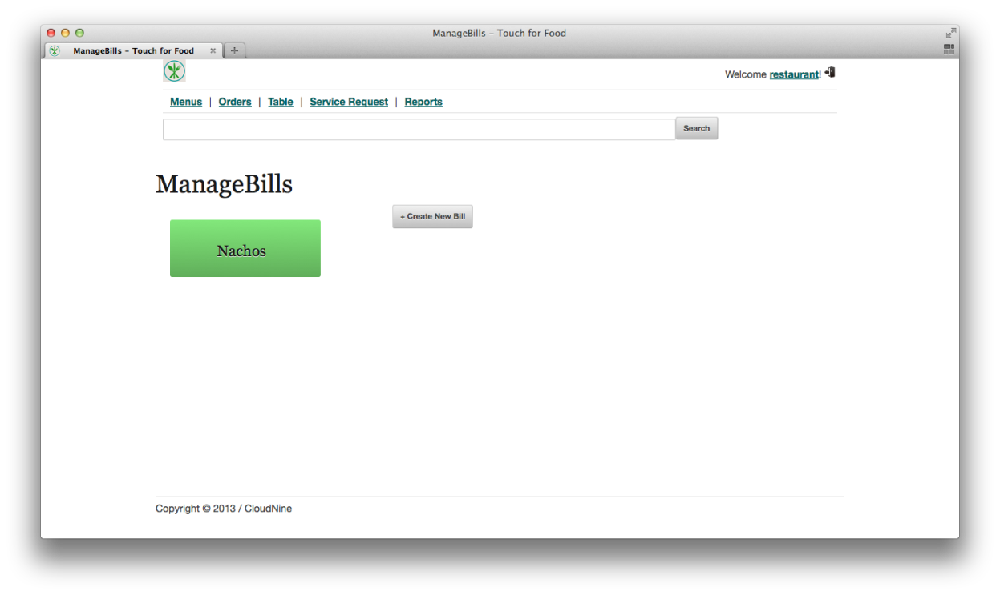 ManageBills – Touch for Food
ManageBills – Touch for Food
Welcome restaurant!
Menus | Orders | Table | Service Request | Reports
Search
ManageBills
+ Create New Bill
Nachos
Copyright © 2013 / CloudNine